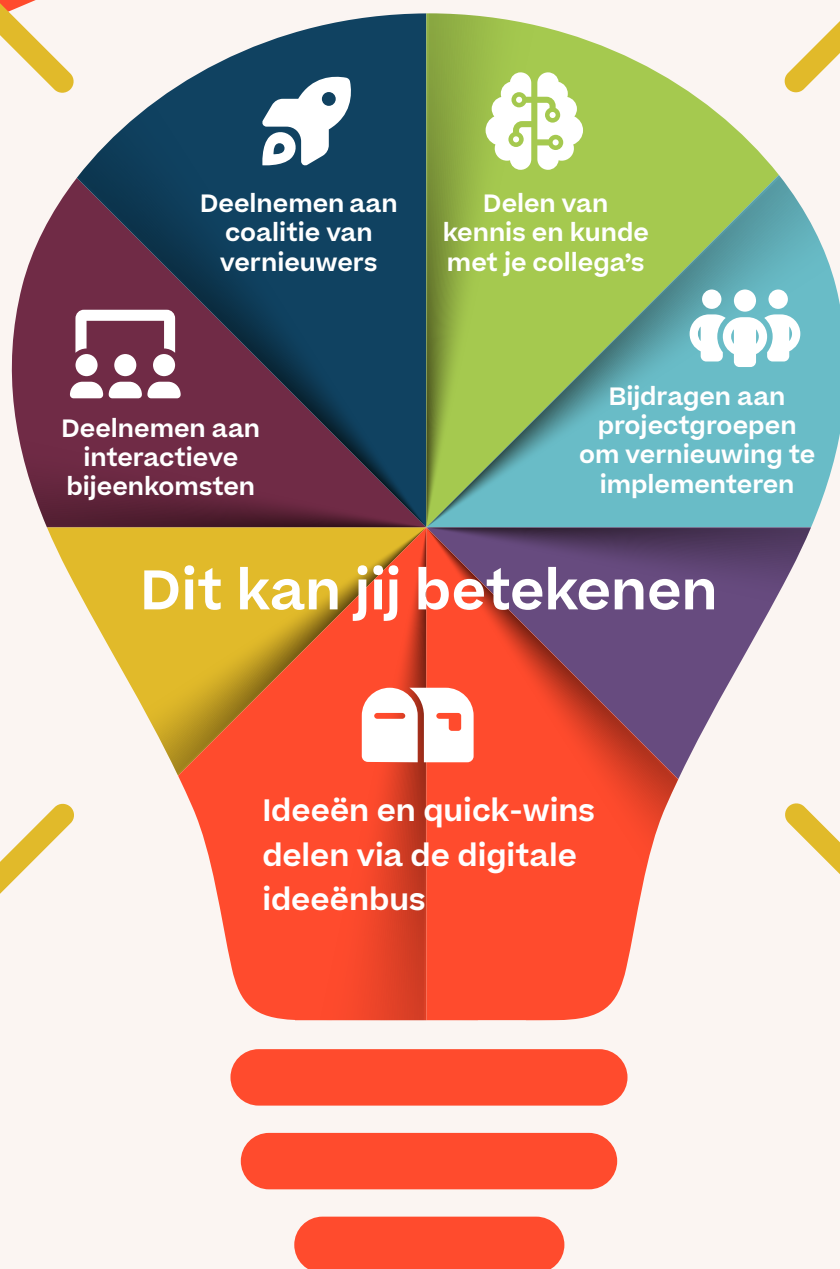 Deelnemen aan
coalitie van
vernieuwers
Delen van
kennis en kunde
met je collega's
Deelnemen aan
interactieve
bijeenkomsten
Bijdragen aan
projectgroepen
om vernieuwing te
implementeren
Dit kan jij betekenen
Ideeën en quick-wins
delen via de digitale
ideeënbus